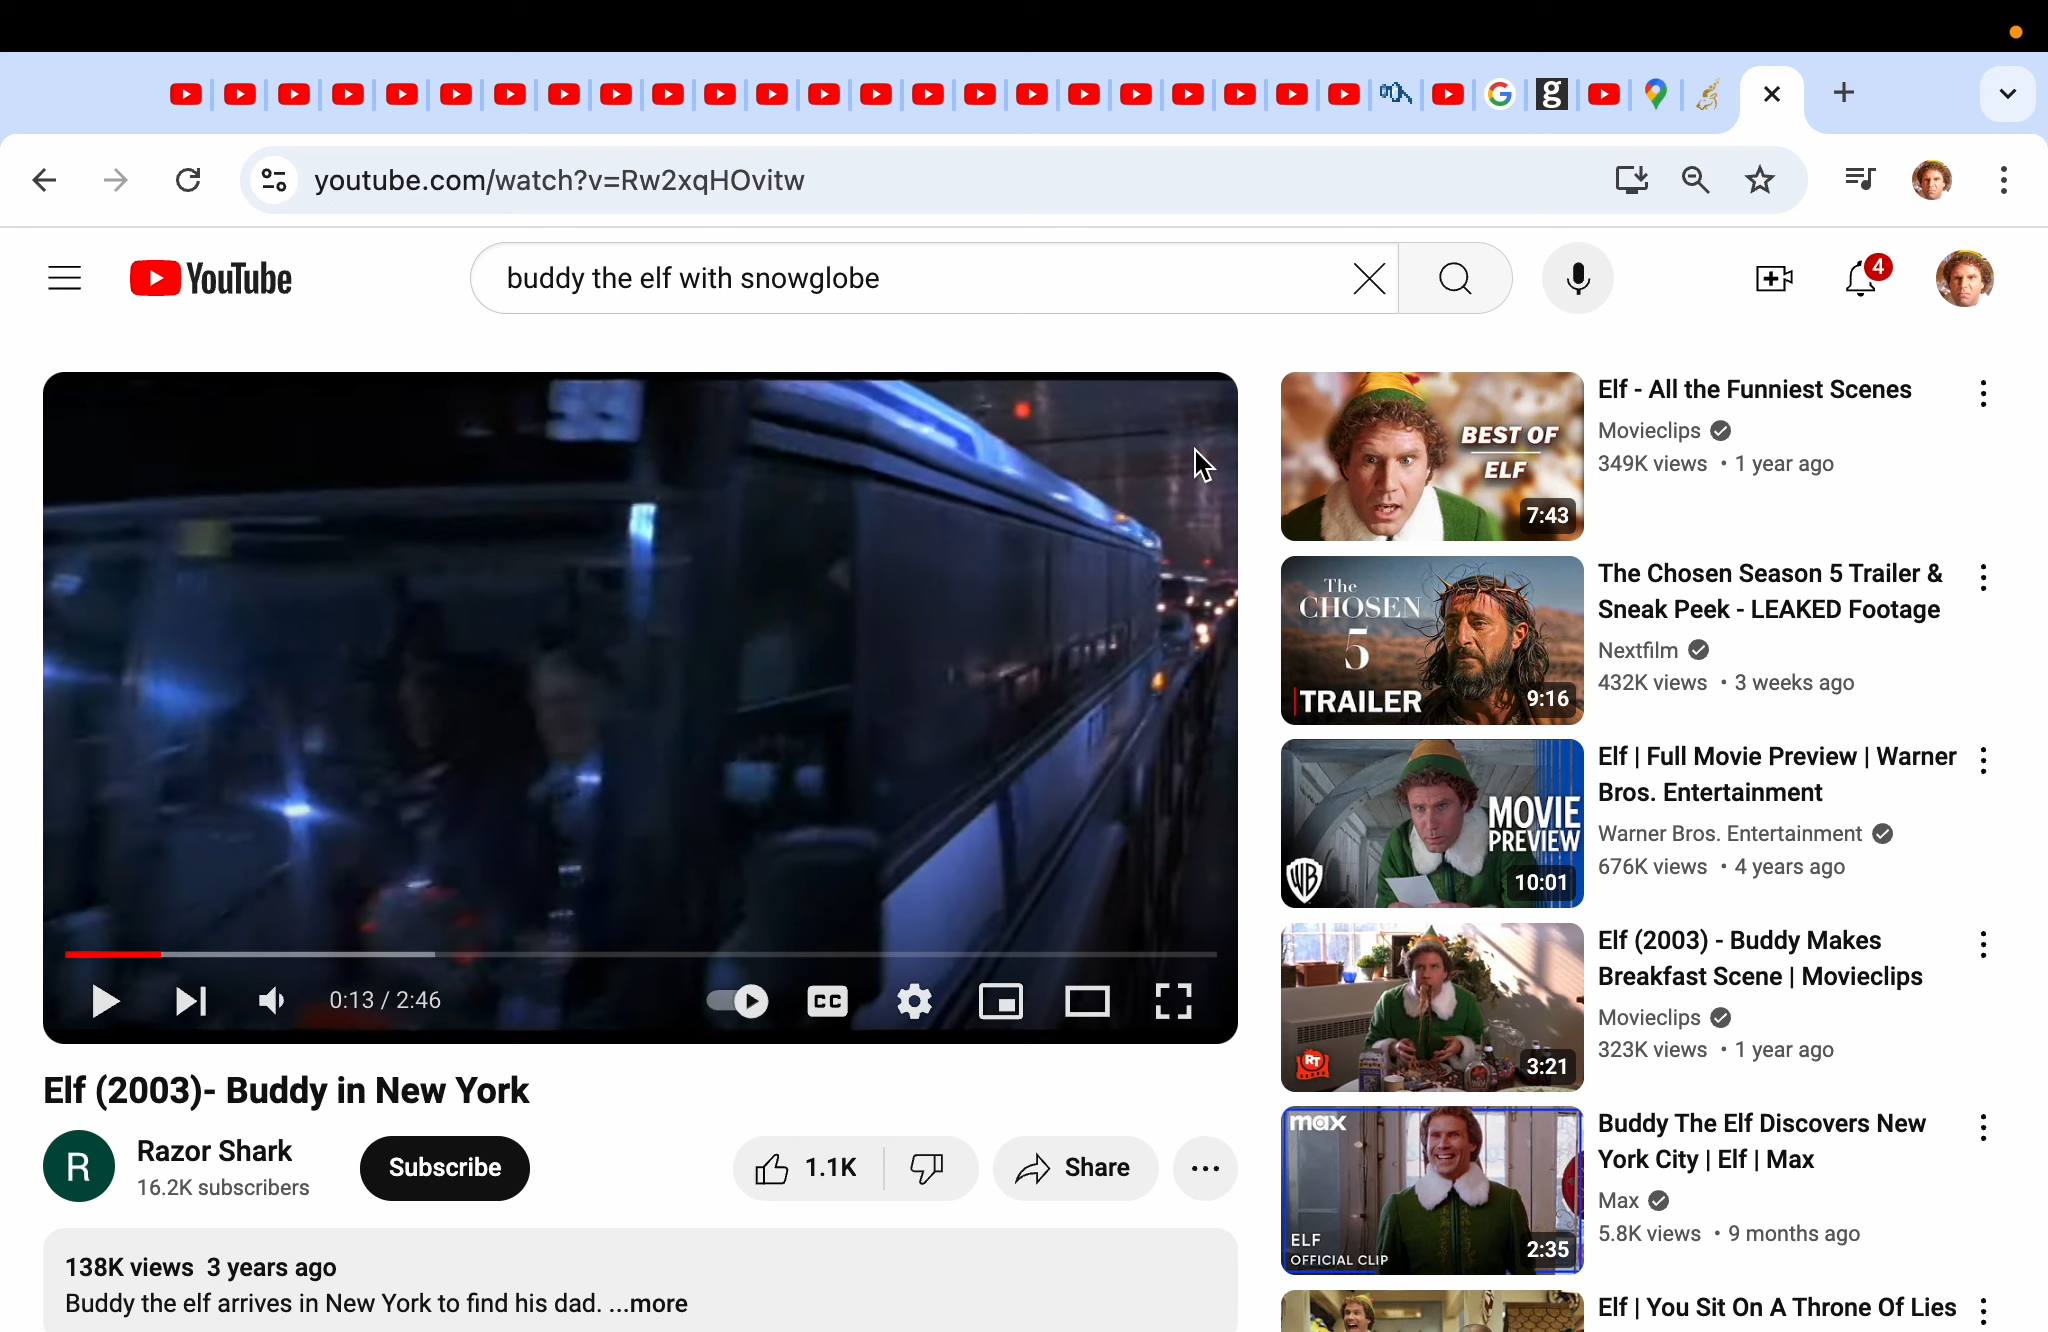 youtube.com/watch?v=Rw2xqHOvitw
YouTube
buddy the elf with snowglobe
4
0:13 / 2:46
CC
Elf (2003)- Buddy in New York
R
Razor Shark
16.2K subscribers
Subscribe
1.1K
Share
138K views 3 years ago
Buddy the elf arrives in New York to find his dad. ...more
BEST OF
ELF
7:43
Elf - All the Funniest Scenes
Movieclips
349K views • 1 year ago
The
CHOSEN
5
TRAILER
9:16
The Chosen Season 5 Trailer &
Sneak Peek - LEAKED Footage
Nextfilm
432K views • 3 weeks ago
MOVIE
PREVIEW
WB
10:01
Elf | Full Movie Preview | Warner
Bros. Entertainment
Warner Bros. Entertainment
676K views • 4 years ago
RT
3:21
Elf (2003) - Buddy Makes
Breakfast Scene | Movieclips
Movieclips
323K views • 1 year ago
max
ELF
OFFICIAL CLIP
2:35
Buddy The Elf Discovers New
York City | Elf | Max
Max
5.8K views • 9 months ago
Elf | You Sit On A Throne Of Lies